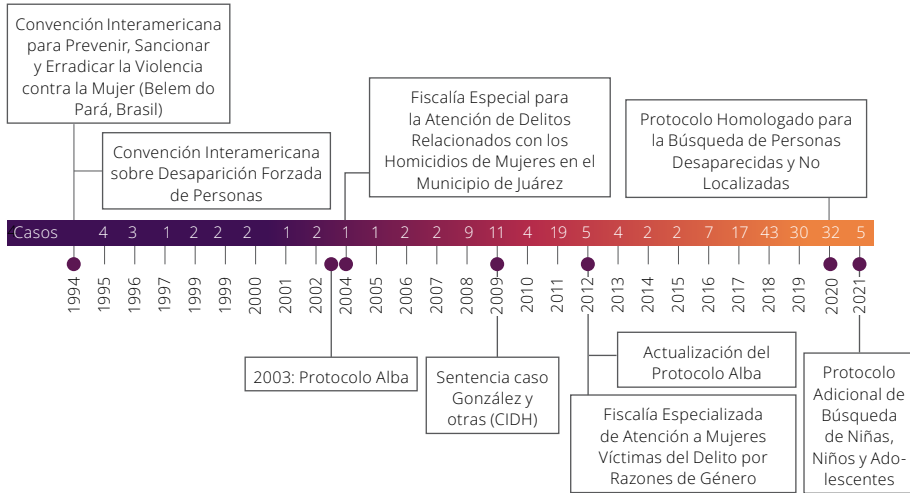 Convención Interamericana
para Prevenir, Sancionar
y Erradicar la Violencia
contra la Mujer (Belem do
Pará, Brasil)
Convención Interamericana
sobre Desaparición Forzada
de Personas
Fiscalía Especial para
la Atención de Delitos
Relacionados con los
Homicidios de Mujeres en el
Municipio de Juárez
Protocolo Homologado para
la Búsqueda de Personas
Desaparecidas y No
Localizadas
Casos 4 3 1 2 2 2 1 2 1 1 2 2 9 11 4 19 5 4 2 2 7 17 43 30 32 5
1994 1995 1996 1997 1999 1999 2000 2001 2002 2004 2005 2006 2007 2008 2009 2010 2011 2012 2013 2014 2015 2016 2017 2018 2019 2020 2021
2003: Protocolo Alba
Sentencia caso
González y
otras (CIDH)
Actualización del
Protocolo Alba
Fiscalía Especializada
de Atención a Mujeres
Víctimas del Delito por
Razones de Género
Protocolo
Adicional de
Búsqueda
de Niñas,
Niños y Ado-
lescentes